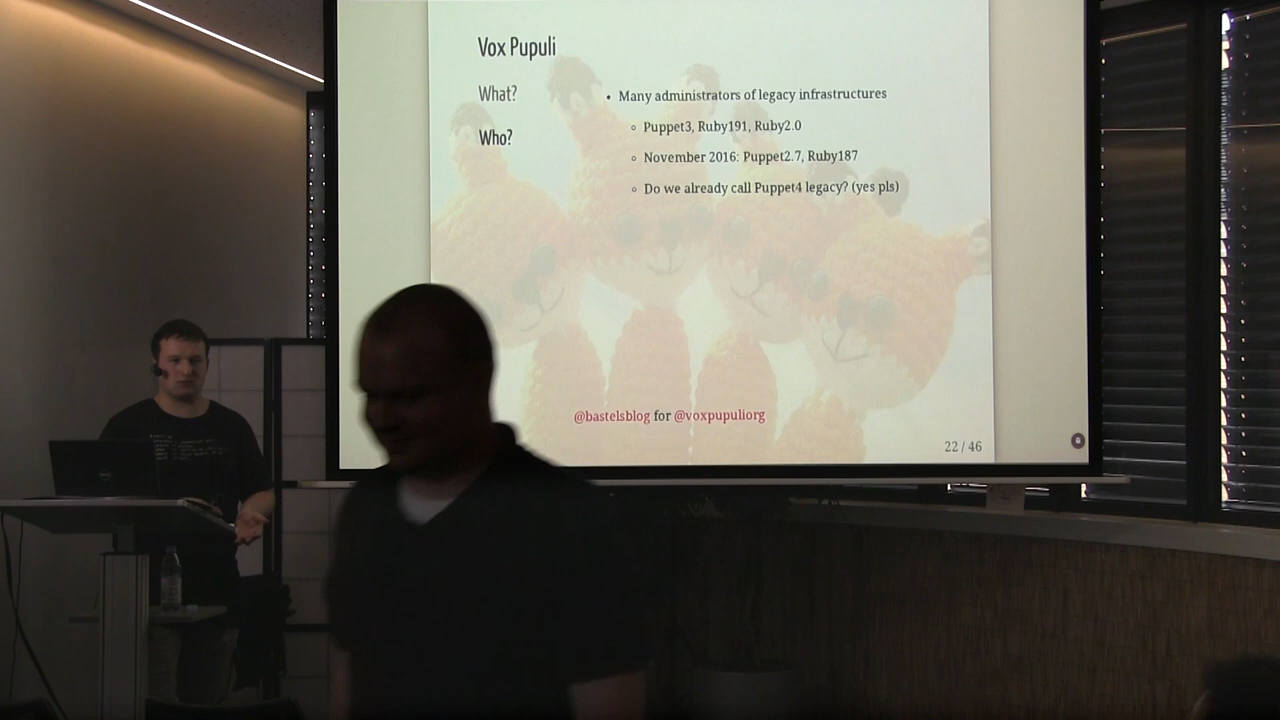 Vox Pupuli
What?
Who?
• Many administrators of legacy infrastructures
◦ Puppet3, Ruby191, Ruby2.0
◦ November 2016: Puppet2.7, Ruby187
◦ Do we already call Puppet4 legacy? (yes pls)
@bastelsblog for @voxpupuliorg
22 / 46